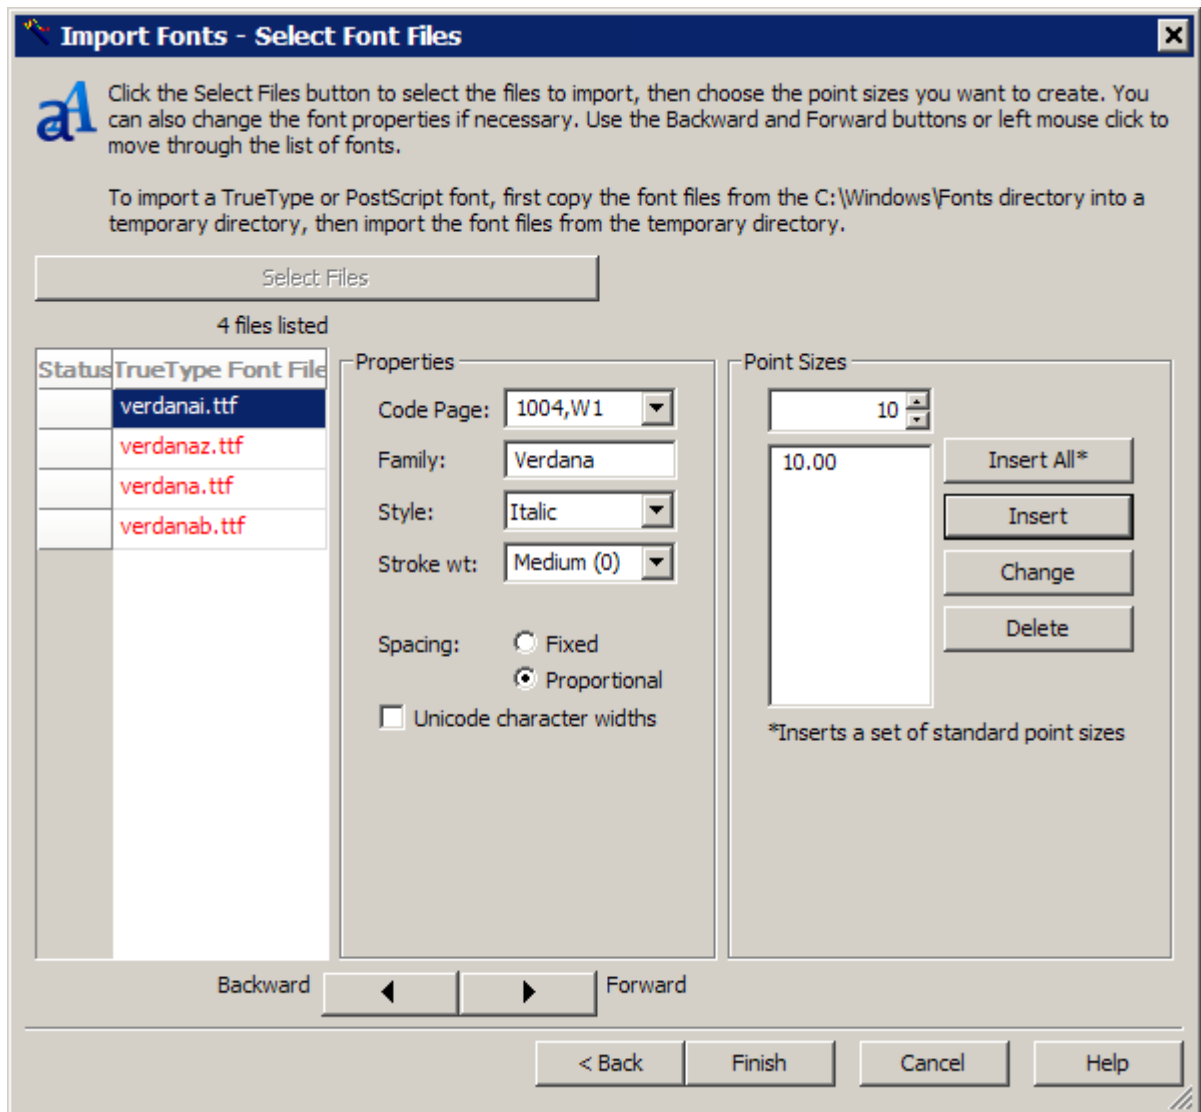 Import Fonts - Select Font Files
aA
Click the Select Files button to select the files to import, then choose the point sizes you want to create. You
can also change the font properties if necessary. Use the Backward and Forward buttons or left mouse click to
move through the list of fonts.
To import a TrueType or PostScript font, first copy the font files from the C:\Windows\Fonts directory into a
temporary directory, then import the font files from the temporary directory.
Select Files
4 files listed
Status TrueType Font File
verdanai.ttf
verdanaz.ttf
verdana.ttf
verdanab.ttf
Properties
Code Page: 1004,W1
Family: Verdana
Style: Italic
Stroke wt: Medium (0)
Spacing: Fixed
Proportional
Unicode character widths
Point Sizes
10
10.00
Insert All*
Insert
Change
Delete
*Inserts a set of standard point sizes
Backward Forward
< Back Finish Cancel Help